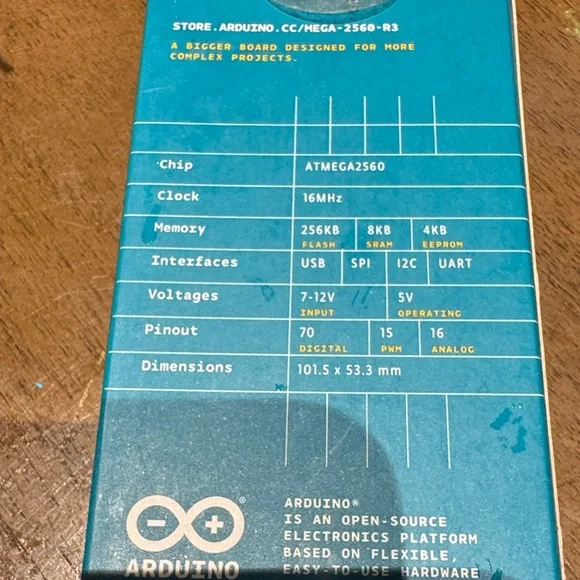 STORE.ARDUINO.CC/MEGA-2560-R3
A BIGGER BOARD DESIGNED FOR MORE
COMPLEX PROJECTS.
Chip ATMEGA2560
Clock 16MHz
Memory 256KB FLASH 8KB SRAM 4KB EEPROM
Interfaces USB SPI I2C UART
Voltages 7-12V INPUT 5V OPERATING
Pinout 70 DIGITAL 15 PWM 16 ANALOG
Dimensions 101.5 x 53.3 mm
ARDUINO
ARDUINO®
IS AN OPEN-SOURCE
ELECTRONICS PLATFORM
BASED ON FLEXIBLE,
EASY-TO-USE HARDWARE